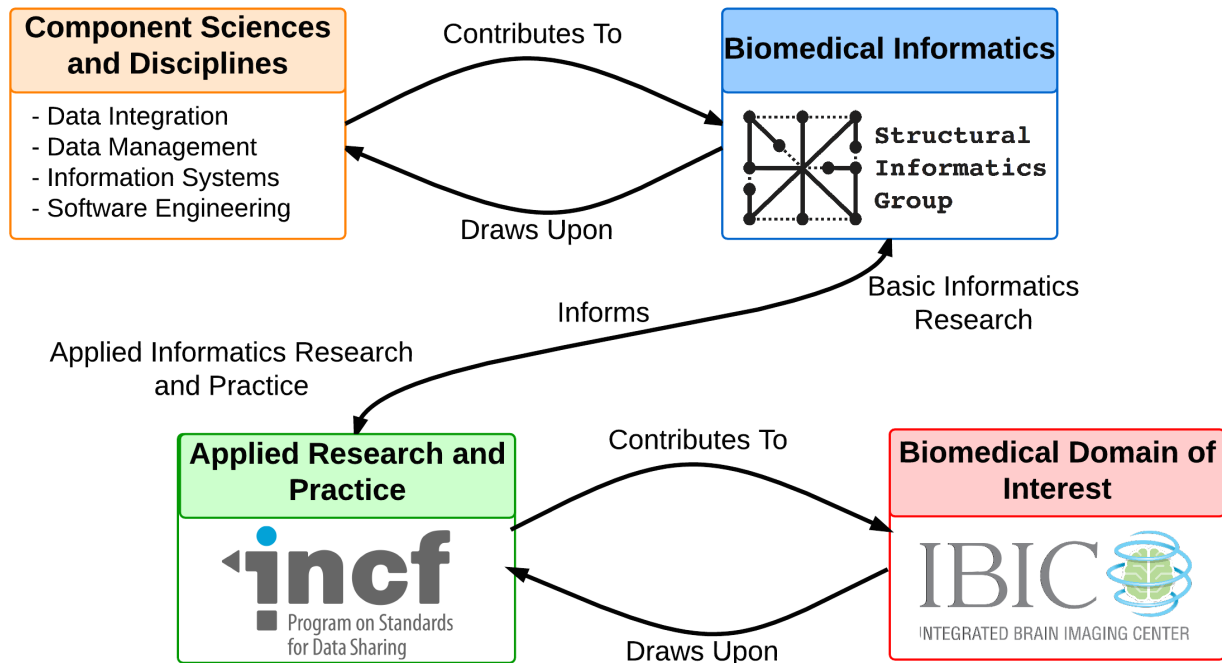 Component Sciences
and Disciplines
- Data Integration
- Data Management
- Information Systems
- Software Engineering
Contributes To
Draws Upon
Biomedical Informatics
Structural
Informatics
Group
Informs
Basic Informatics
Research
Applied Informatics Research
and Practice
Applied Research and
Practice
incf
Program on Standards
for Data Sharing
Contributes To
Draws Upon
Biomedical Domain of
Interest
IBIC
INTEGRATED BRAIN IMAGING CENTER